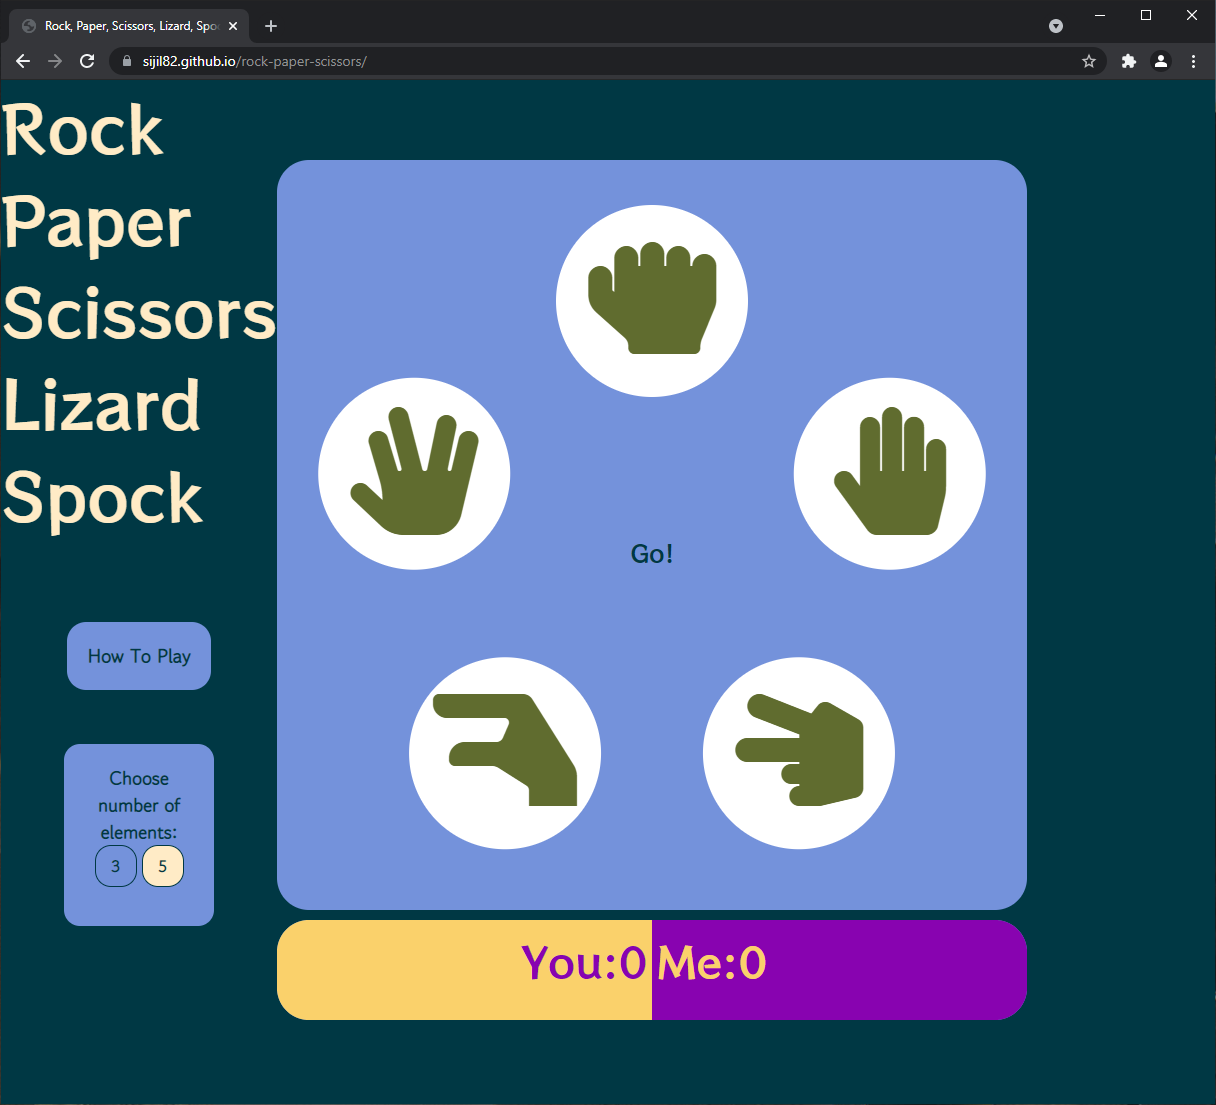 Rock, Paper, Scissors, Lizard, Spo
sijil82.github.io/rock-paper-scissors/
Rock
Paper
Scissors
Lizard
Spock
Go!
How To Play
Choose
number of
elements:
3 5
You:0 Me:0